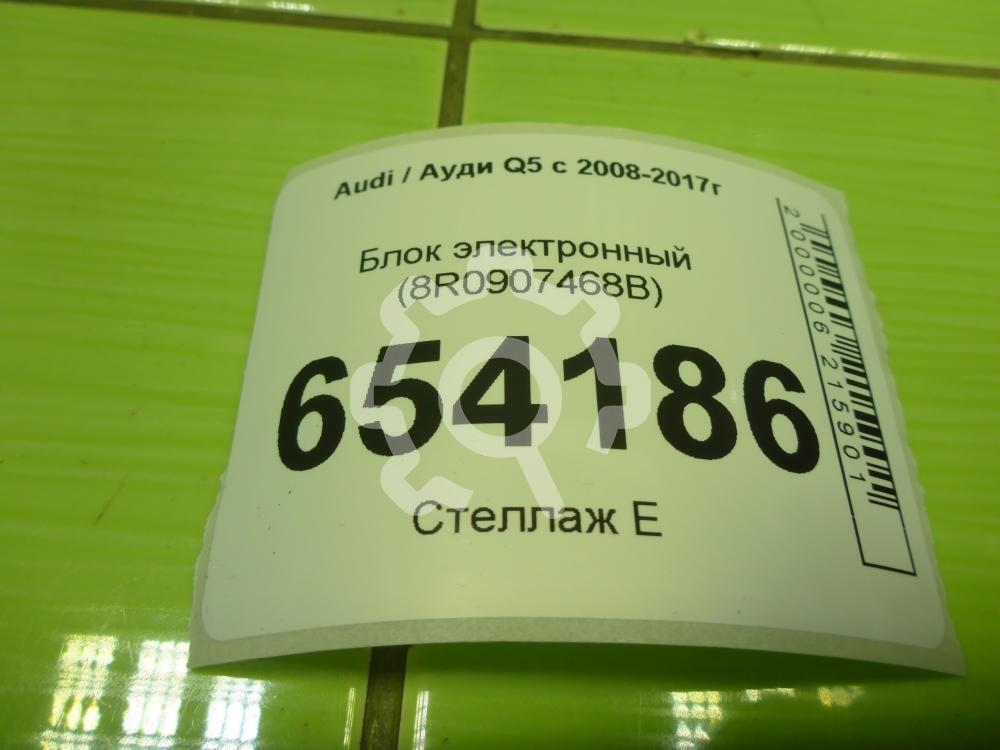 Audi / Ауди Q5 с 2008-2017г
Блок электронный
(8R0907468B)
654186
Стеллаж Е
2000006215901